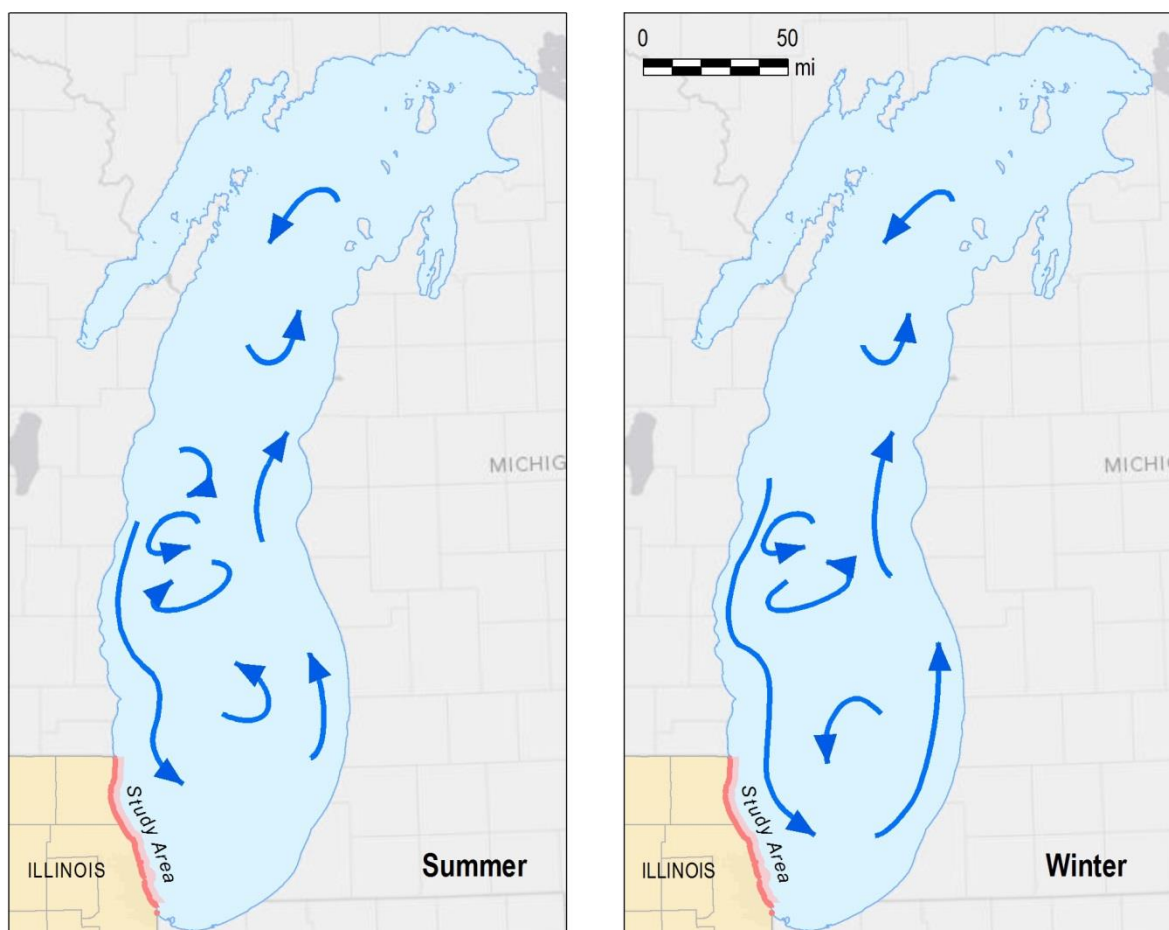 MICHIG
Study Area
ILLINOIS
Summer
0 50
mi
MICHIG
Study Area
ILLINOIS
Winter